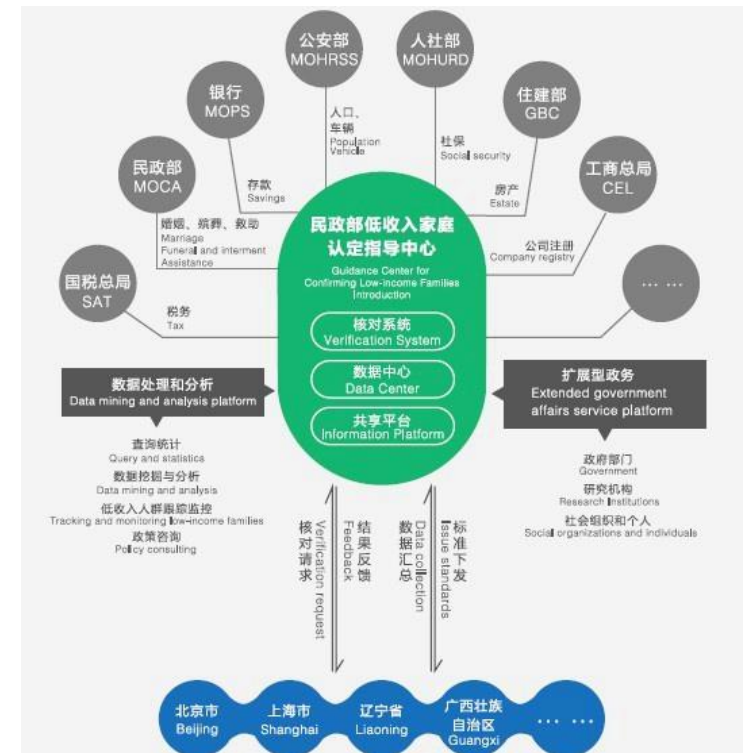 公安部
MOHRSS
人社部
MOHURD
银行
MOPS
住建部
GBC
人口、
车辆
Population
Vehicle
社保
Social security
民政部
MOCA
工商总局
CEL
存款
Savings
房产
Estate
婚姻、殡葬、救助
Marriage
Funeral and interment
Assistance
民政部低收入家庭
认定指导中心
Guidance Center for
Confirming Low-income Families
Introduction
公司注册
Company registry
国税总局
SAT
... ...
税务
Tax
核对系统
Verification System
数据中心
Data Center
共享平台
Information Platform
数据处理和分析
Data mining and analysis platform
扩展型政务
Extended government
affairs service platform
查询统计
Query and statistics
数据挖掘与分析
Data mining and analysis
低收入人群跟踪监控
Tracking and monitoring low-income families
政策咨询
Policy consulting
政府部门
Government
研究机构
Research Institutions
社会组织和个人
Social organizations and individuals
核对请求
Verification request
结果反馈
Feedback
数据汇总
Data collection
标准下发
Issue standards
北京市
Beijing
上海市
Shanghai
辽宁省
Liaoning
广西壮族
自治区
Guangxi
... ...